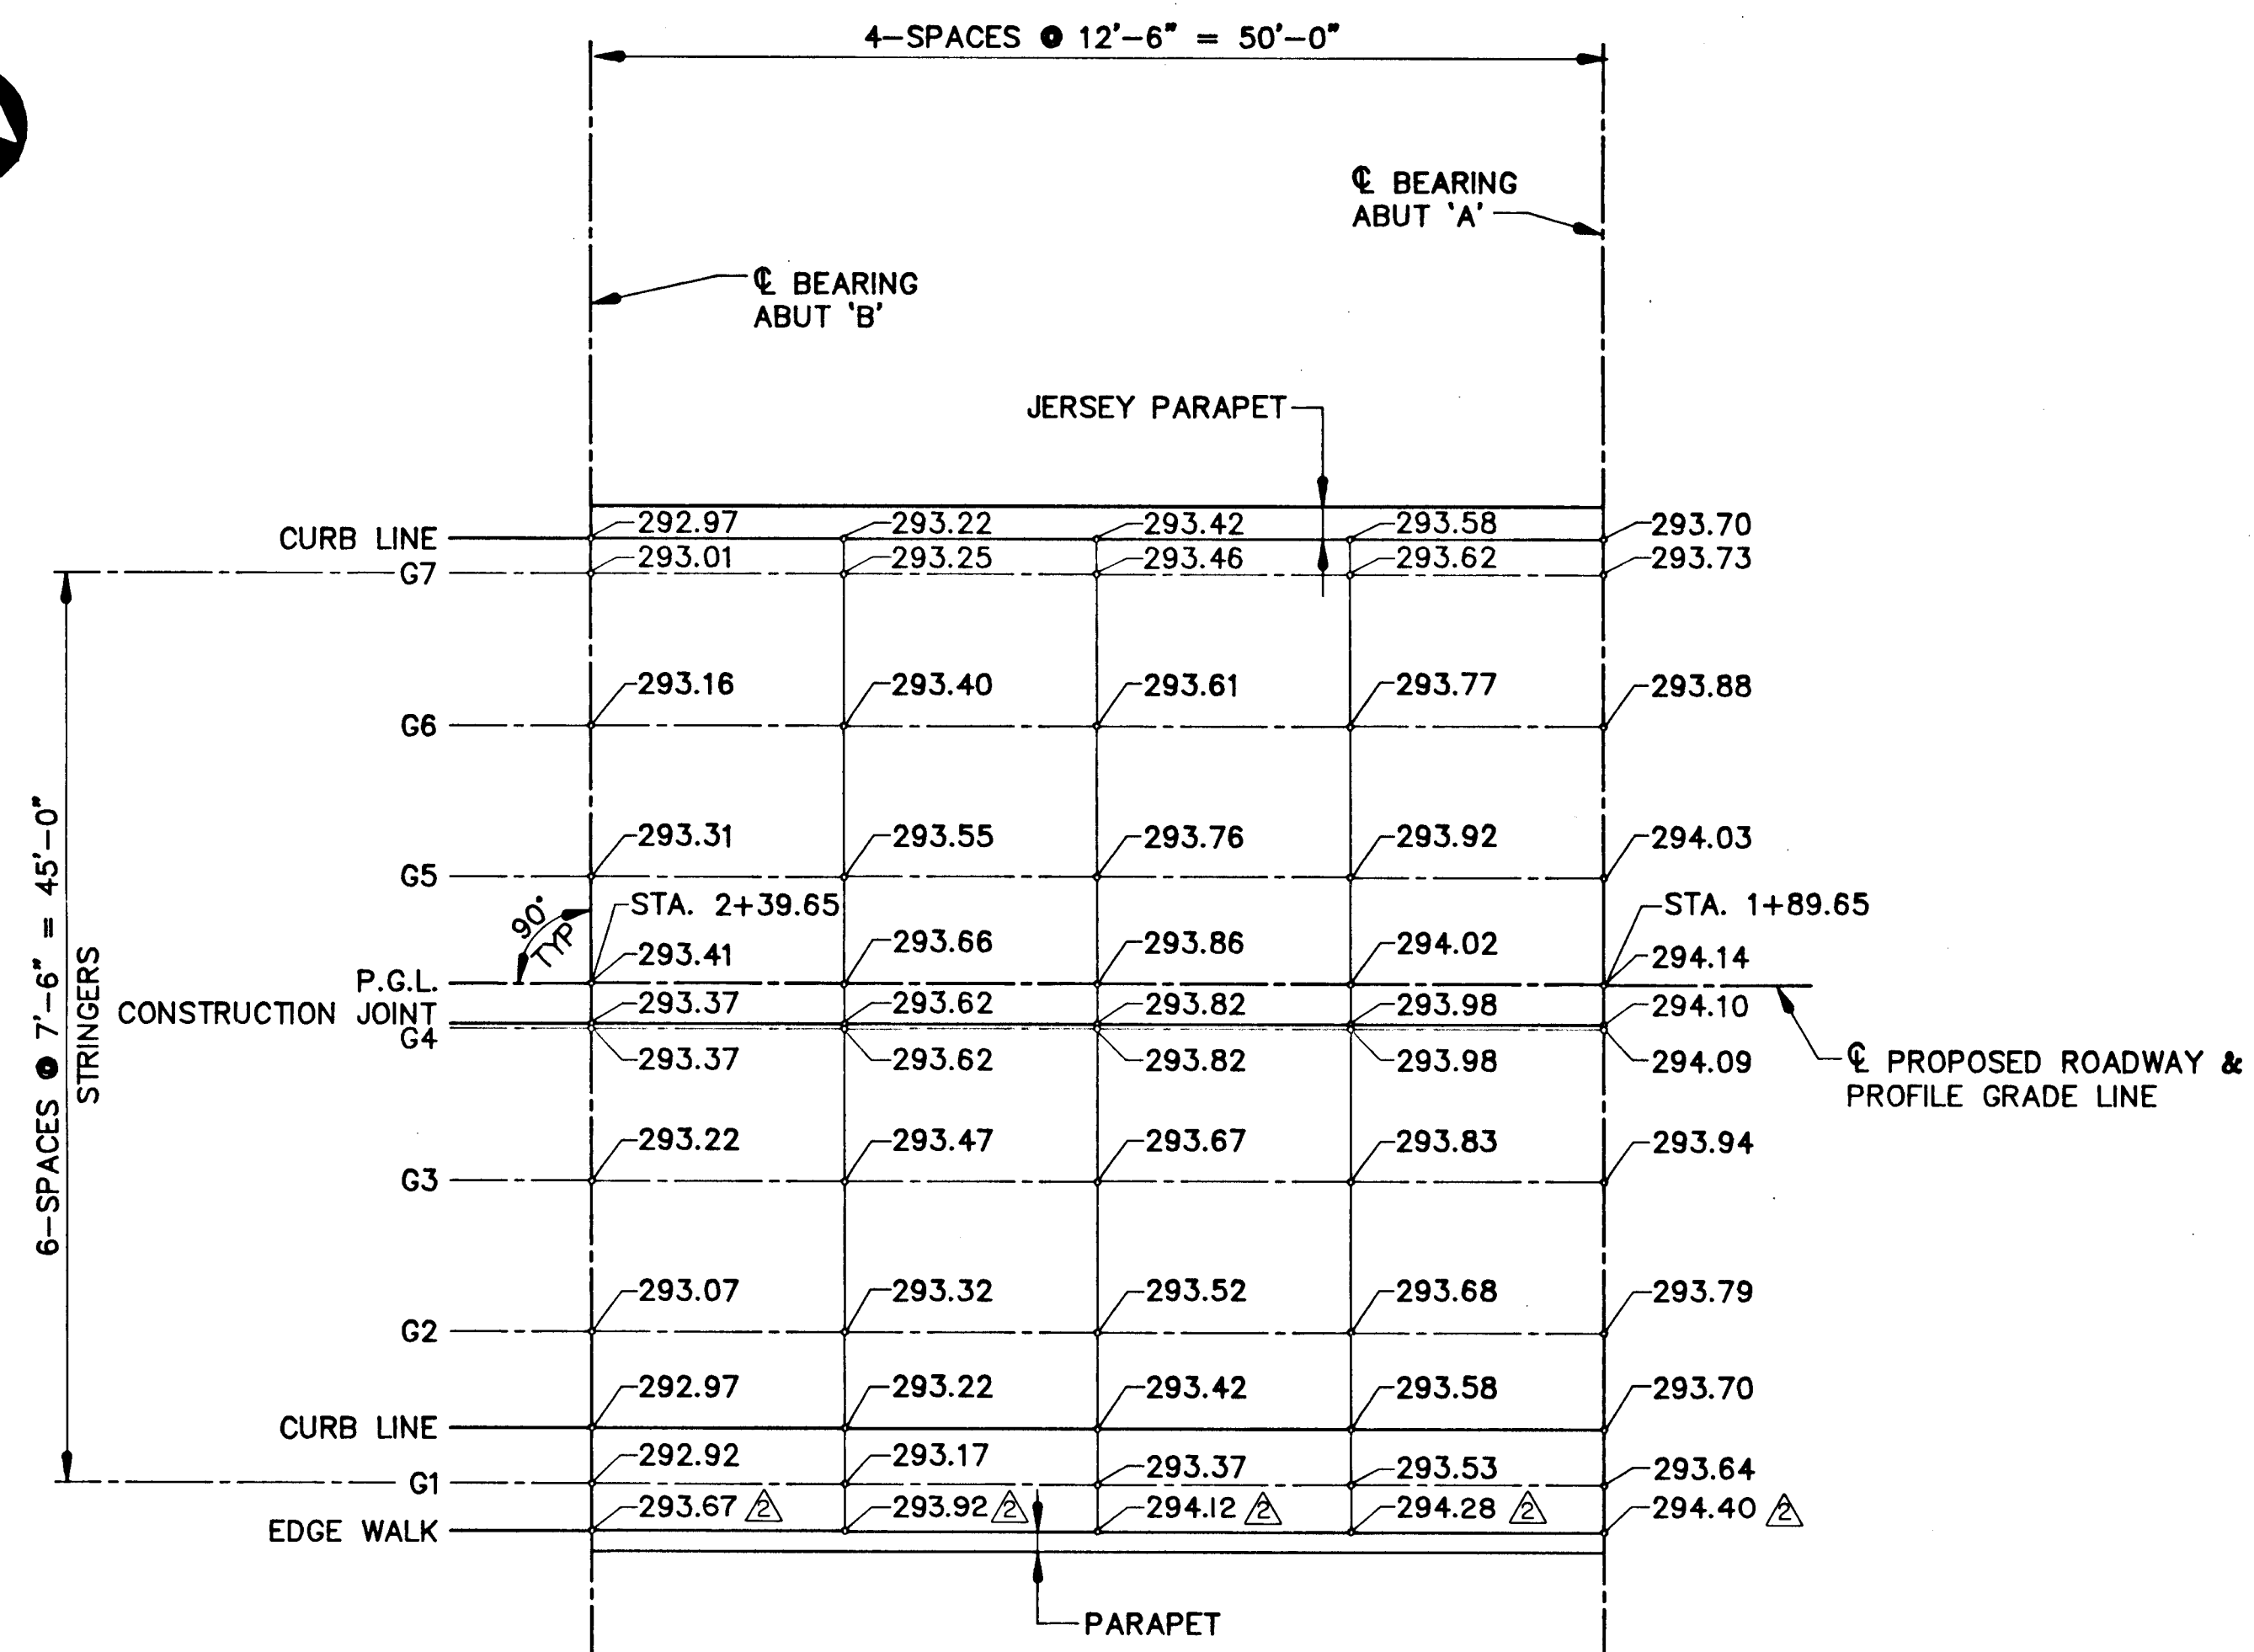 4-SPACES @ 12'-6" = 50'-0"
℄ BEARING
ABUT 'A'
℄ BEARING
ABUT 'B'
JERSEY PARAPET
CURB LINE
292.97 293.22 293.42 293.58 293.70
G7
293.01 293.25 293.46 293.62 293.73
G6
293.16 293.40 293.61 293.77 293.88
G5
293.31 293.55 293.76 293.92 294.03
90°
TYP
STA. 2+39.65
STA. 1+89.65
P.G.L.
293.41 293.66 293.86 294.02 294.14
CONSTRUCTION JOINT
293.37 293.62 293.82 293.98 294.10
G4
293.37 293.62 293.82 293.98 294.09
℄ PROPOSED ROADWAY &
PROFILE GRADE LINE
G3
293.22 293.47 293.67 293.83 293.94
G2
293.07 293.32 293.52 293.68 293.79
CURB LINE
292.97 293.22 293.42 293.58 293.70
G1
292.92 293.17 293.37 293.53 293.64
EDGE WALK
293.67 2 293.92 2 294.12 2 294.28 2 294.40 2
PARAPET
6-SPACES @ 7'-6" = 45'-0"
STRINGERS